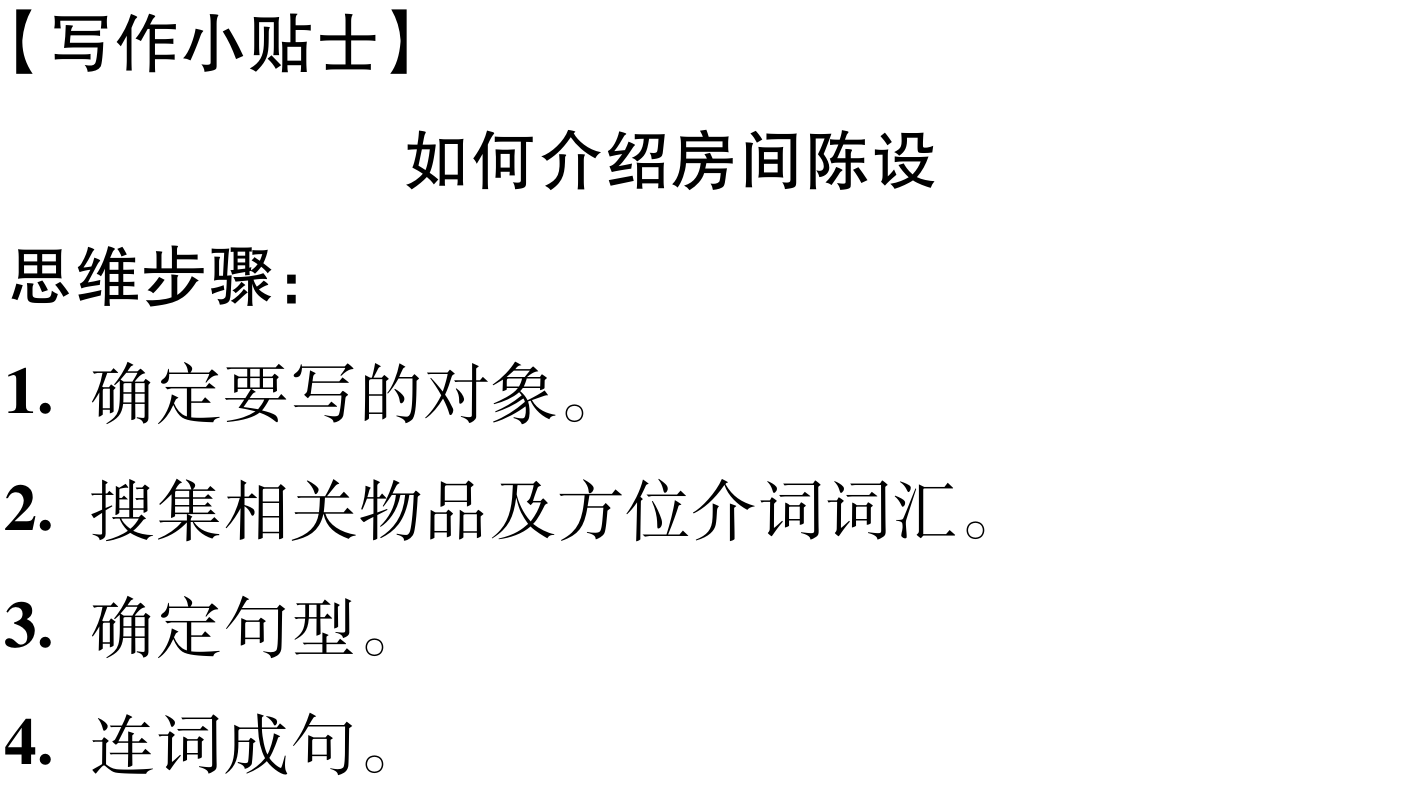 【写作小贴士】
如何介绍房间陈设
思维步骤：
1. 确定要写的对象。
2. 搜集相关物品及方位介词词汇。
3. 确定句型。
4. 连词成句。